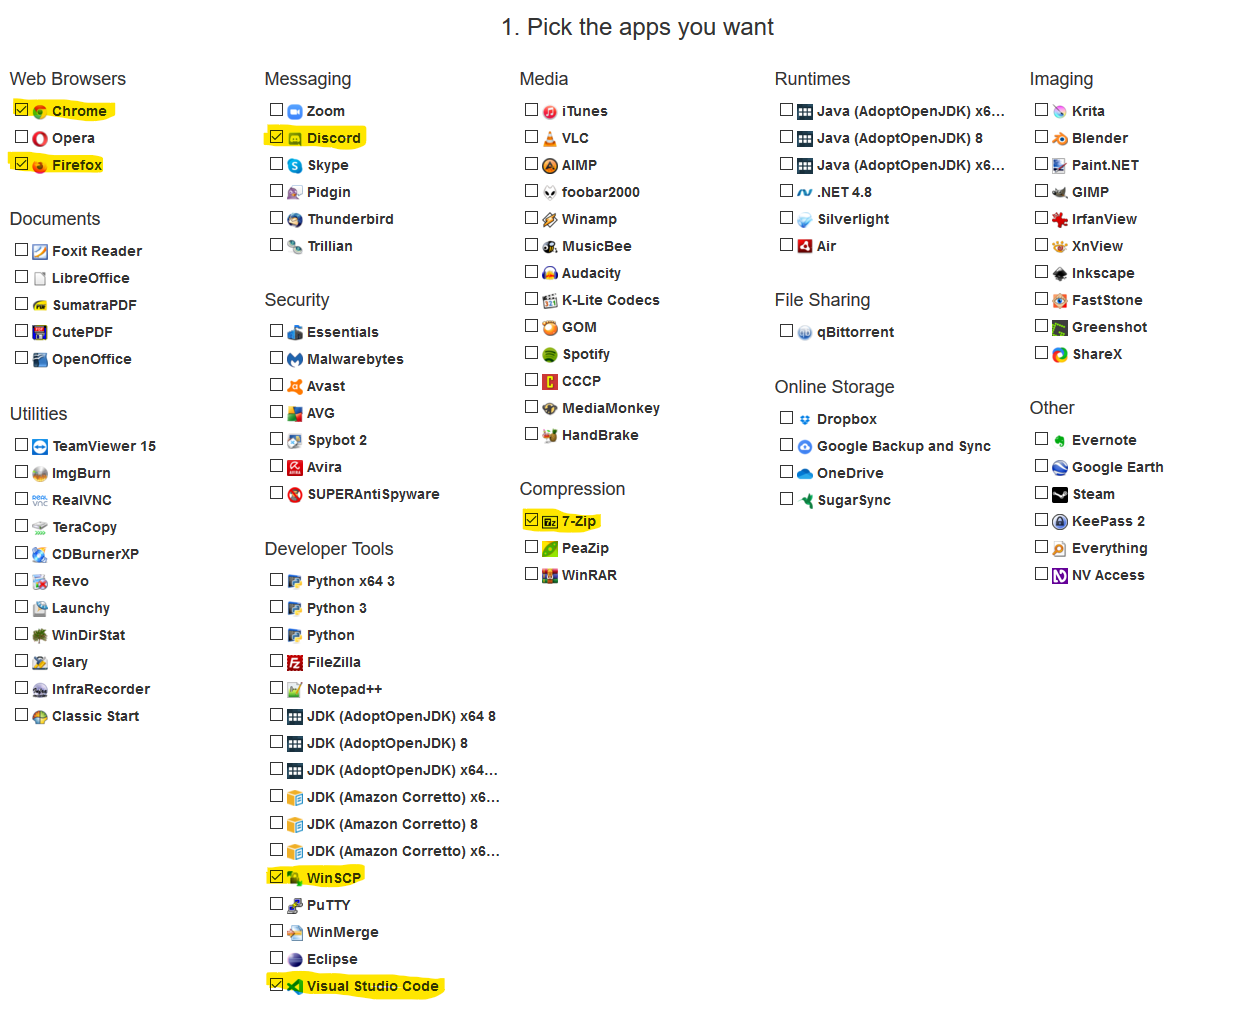 1. Pick the apps you want
Web Browsers
Chrome
Opera
Firefox
Documents
Foxit Reader
LibreOffice
SumatraPDF
CutePDF
OpenOffice
Utilities
TeamViewer 15
ImgBurn
RealVNC
TeraCopy
CDBurnerXP
Revo
Launchy
WinDirStat
Glary
InfraRecorder
Classic Start
Messaging
Zoom
Discord
Skype
Pidgin
Thunderbird
Trillian
Security
Essentials
Malwarebytes
Avast
AVG
Spybot 2
Avira
SUPERAntiSpyware
Developer Tools
Python x64 3
Python 3
Python
FileZilla
Notepad++
JDK (AdoptOpenJDK) x64 8
JDK (AdoptOpenJDK) 8
JDK (AdoptOpenJDK) x64...
JDK (Amazon Corretto) x6...
JDK (Amazon Corretto) 8
JDK (Amazon Corretto) x6...
WinSCP
PuTTY
WinMerge
Eclipse
Visual Studio Code
Media
iTunes
VLC
AIMP
foobar2000
Winamp
MusicBee
Audacity
K-Lite Codecs
GOM
Spotify
CCCP
MediaMonkey
HandBrake
Compression
7-Zip
PeaZip
WinRAR
Runtimes
Java (AdoptOpenJDK) x6...
Java (AdoptOpenJDK) 8
Java (AdoptOpenJDK) x6...
.NET 4.8
Silverlight
Air
File Sharing
qBittorrent
Online Storage
Dropbox
Google Backup and Sync
OneDrive
SugarSync
Imaging
Krita
Blender
Paint.NET
GIMP
IrfanView
XnView
Inkscape
FastStone
Greenshot
ShareX
Other
Evernote
Google Earth
Steam
KeePass 2
Everything
NV Access